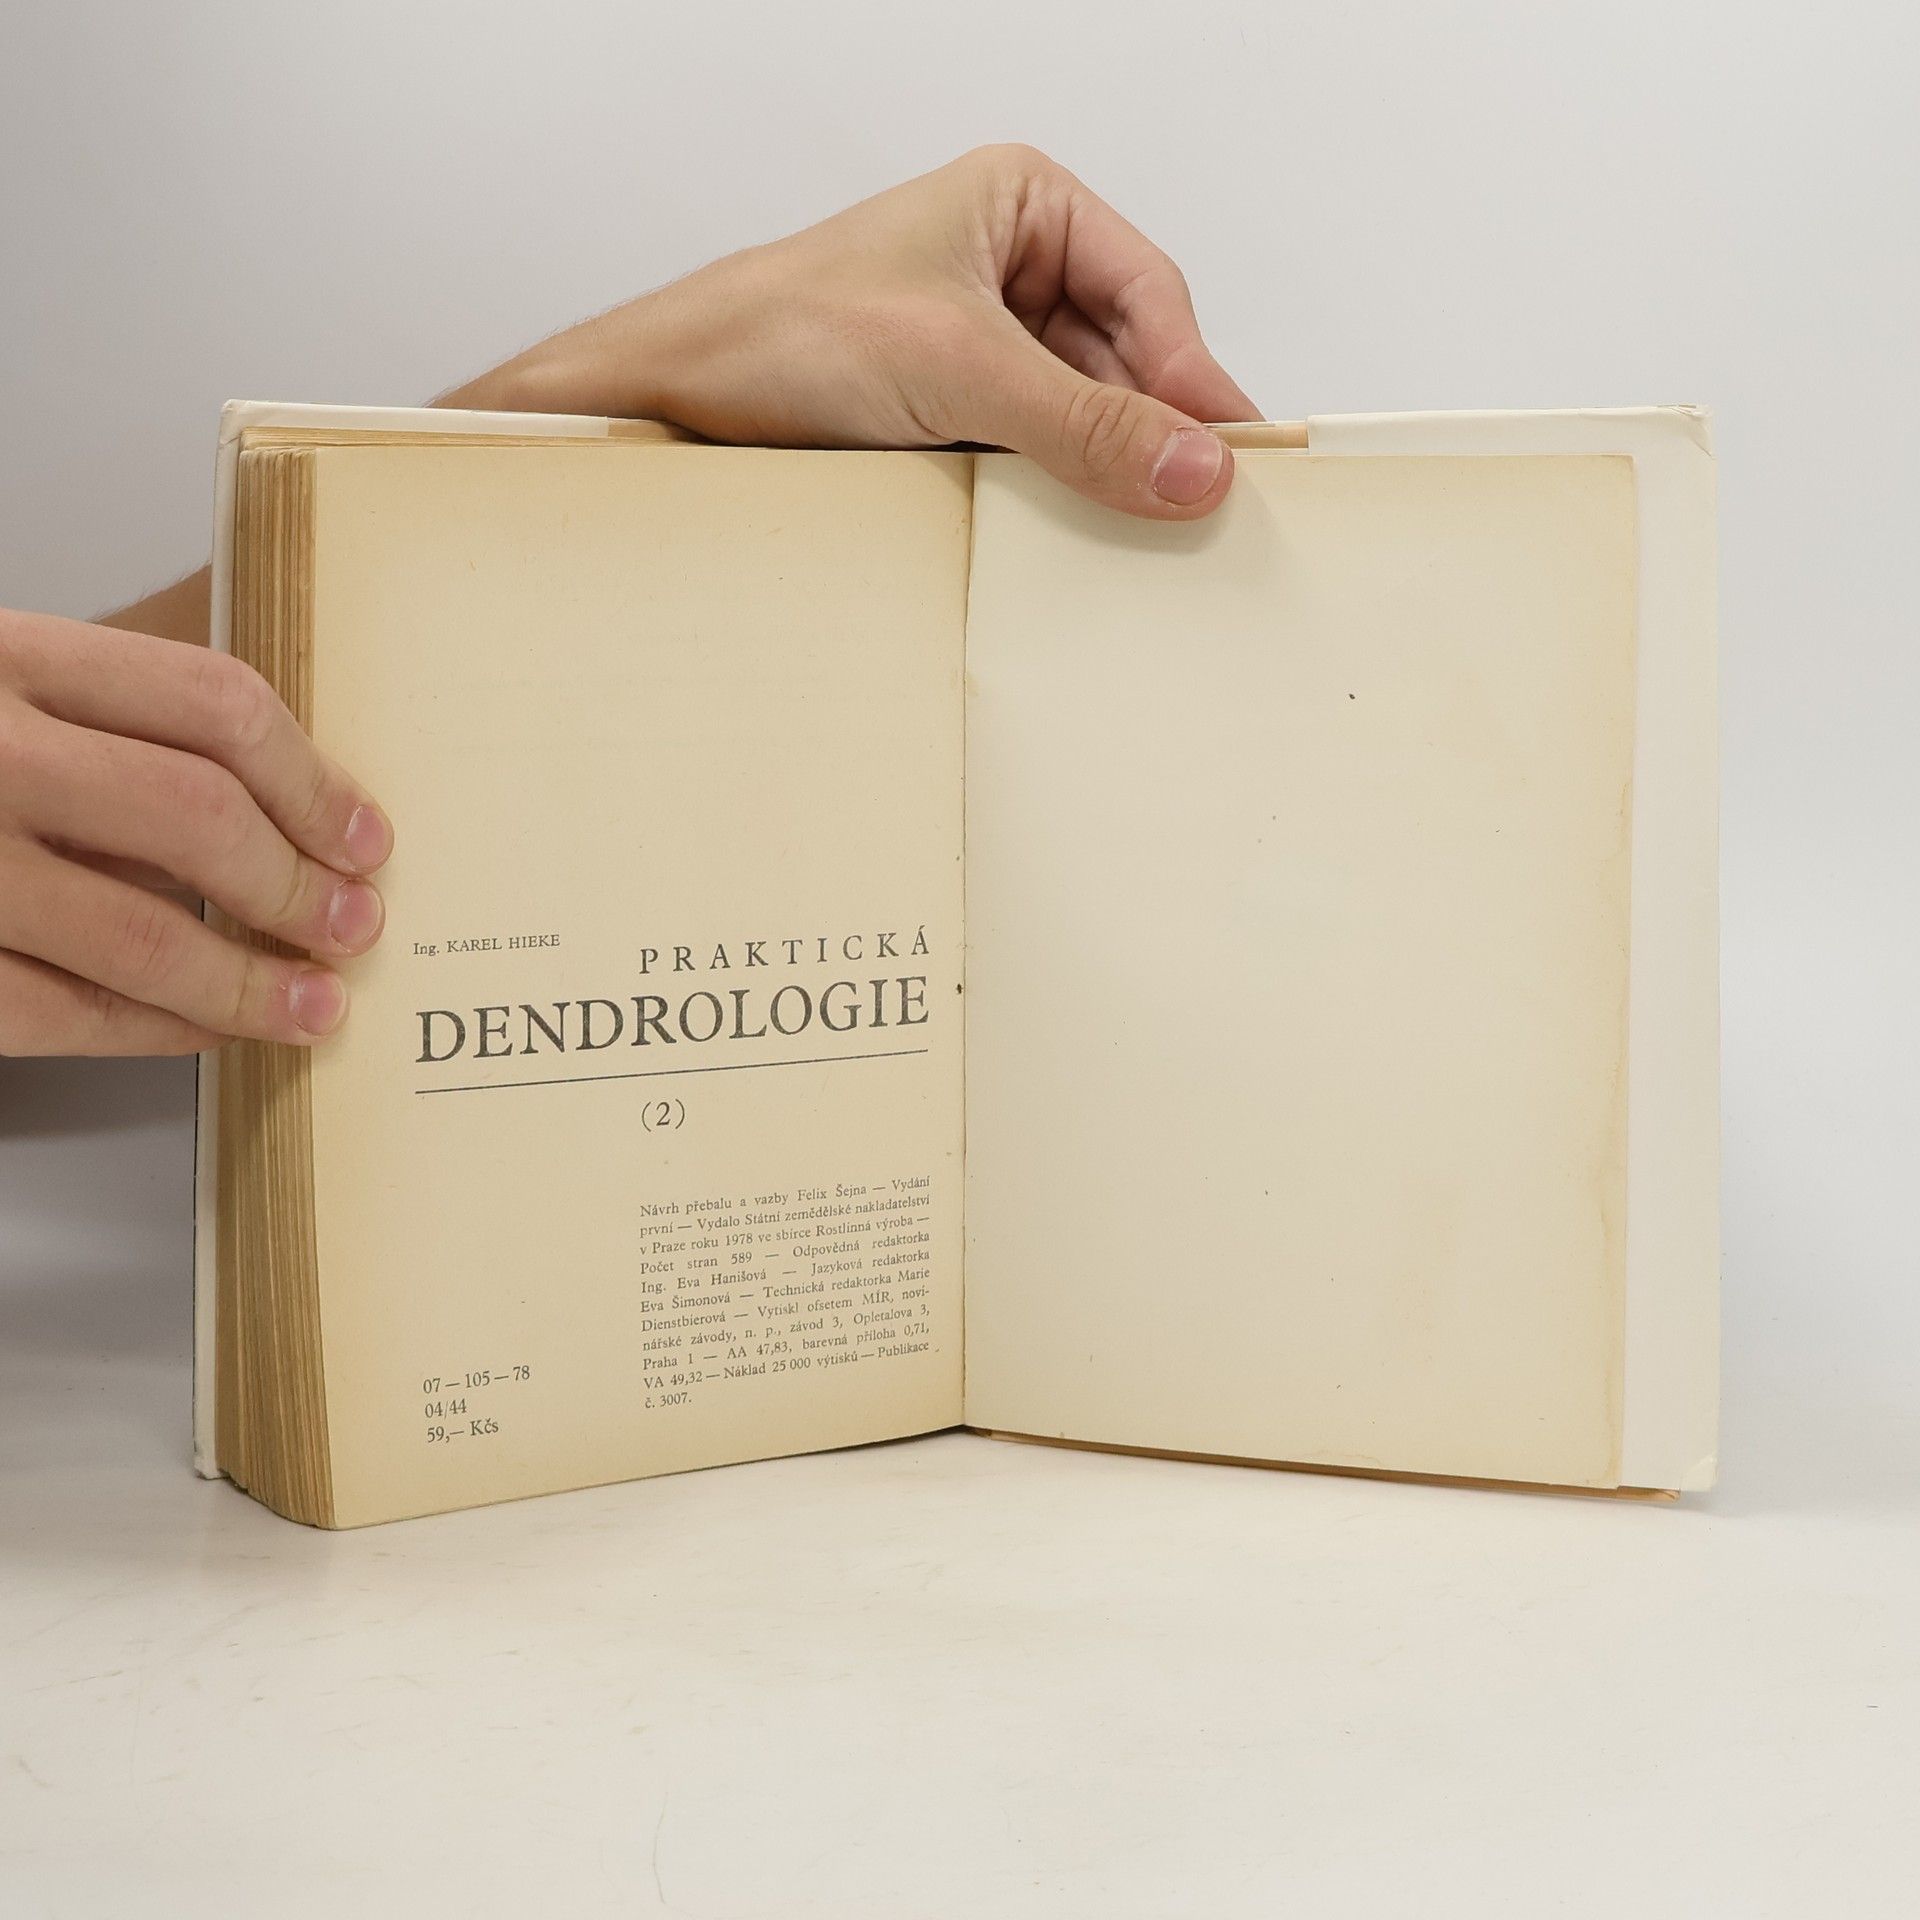 Ing. KAREL HIEKE
PRAKTICKÁ
DENDROLOGIE
(2)
Návrh přebalu a vazby Felix Šejna — Vydání
první — Vydalo Státní zemědělské nakladatelství
v Praze roku 1978 ve sbírce Rostlinná výroba —
Počet stran 589 — Odpovědná redaktorka
Ing. Eva Hanišová — Jazyková redaktorka
Eva Šimonová — Technická redaktorka Marie
Dienstbierová — Vytiskl ofsetem MÍR, novi-
nářské závody, n. p., závod 3, Opletalova 3,
Praha 1 — AA 47,83, barevná příloha 0,71,
VA 49,32 — Náklad 25 000 výtisků — Publikace
č. 3007.
07 — 105 — 78
04/44
59,— Kčs